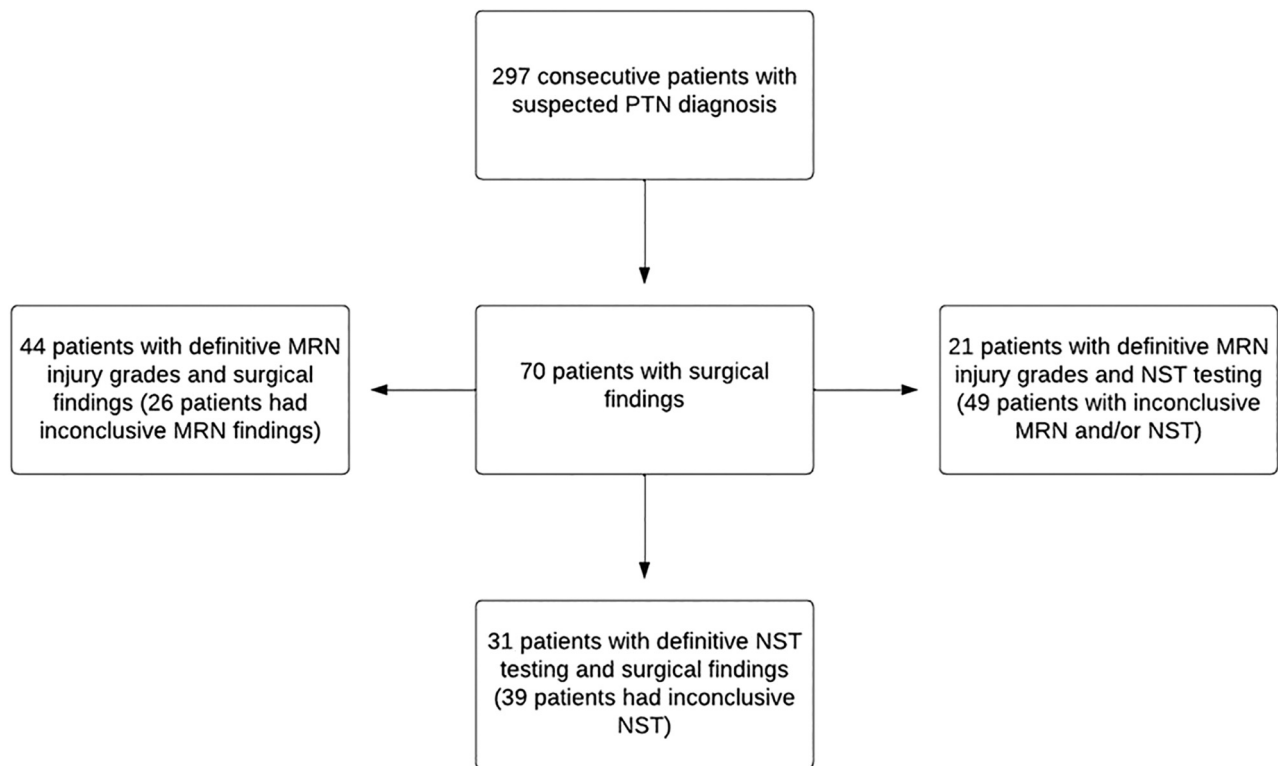 297 consecutive patients with
suspected PTN diagnosis
44 patients with definitive MRN
injury grades and surgical
findings (26 patients had
inconclusive MRN findings)
70 patients with surgical
findings
21 patients with definitive MRN
injury grades and NST testing
(49 patients with inconclusive
MRN and/or NST)
31 patients with definitive NST
testing and surgical findings
(39 patients had inconclusive
NST)